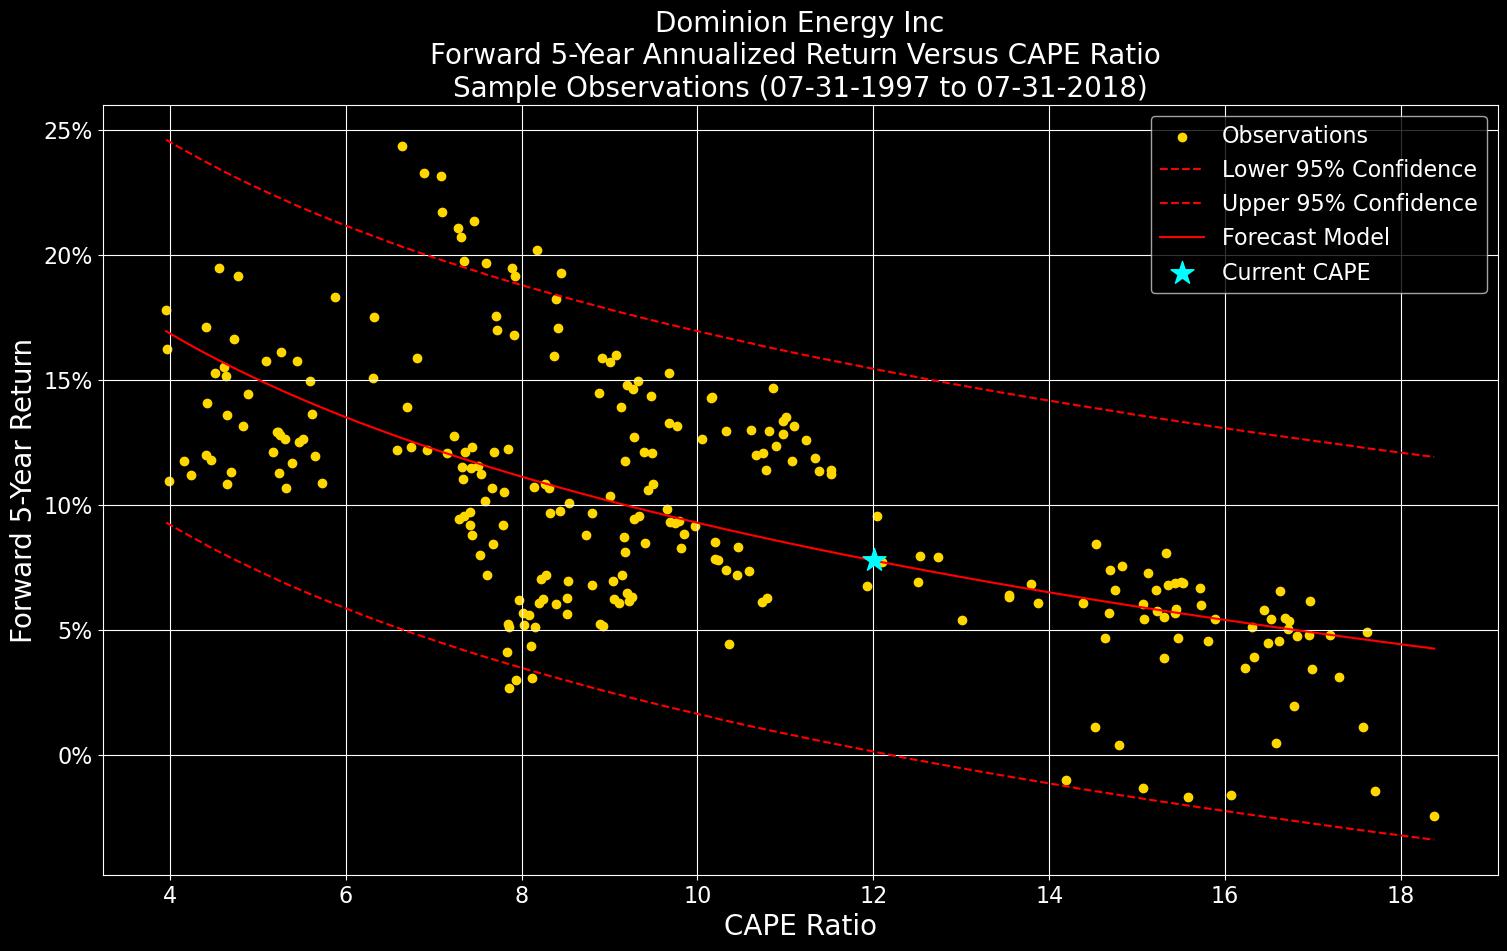 Dominion Energy Inc
Forward 5-Year Annualized Return Versus CAPE Ratio
Sample Observations (07-31-1997 to 07-31-2018)
Observations
Lower 95% Confidence
Upper 95% Confidence
Forecast Model
Current CAPE
Forward 5-Year Return
25%
20%
15%
10%
5%
0%
4 6 8 10 12 14 16 18
CAPE Ratio